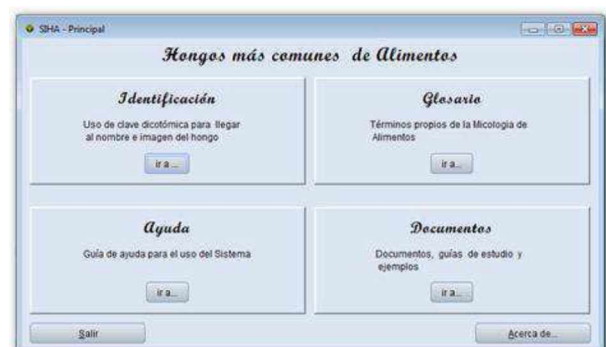 SIHA - Principal
Hongos más comunes de Alimentos
Identificación
Uso de clave dicotómica para llegar
al nombre e imagen del hongo
ir a ...
Glosario
Términos propios de la Micologia de
Alimentos
ir a...
Ayuda
Guía de ayuda para el uso del Sistema
ir a...
Documentos
Documentos, guías de estudio y
ejemplos
ir a...
Salir
Acerca de...